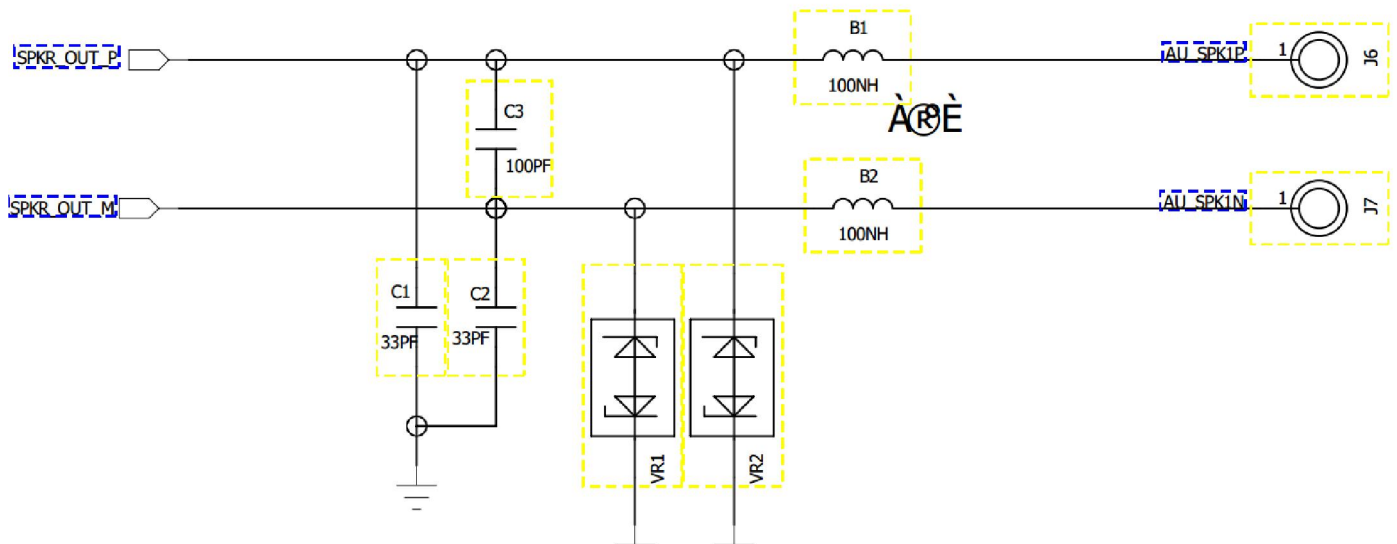 B1
SPKR_OUT_P
AU_SPK1P
1
J6
100NH
C3
À®ºÈ
100PF
B2
SPKR_OUT_M
AU_SPK1N
1
J7
100NH
C1
C2
33PF
33PF
VR1
VR2